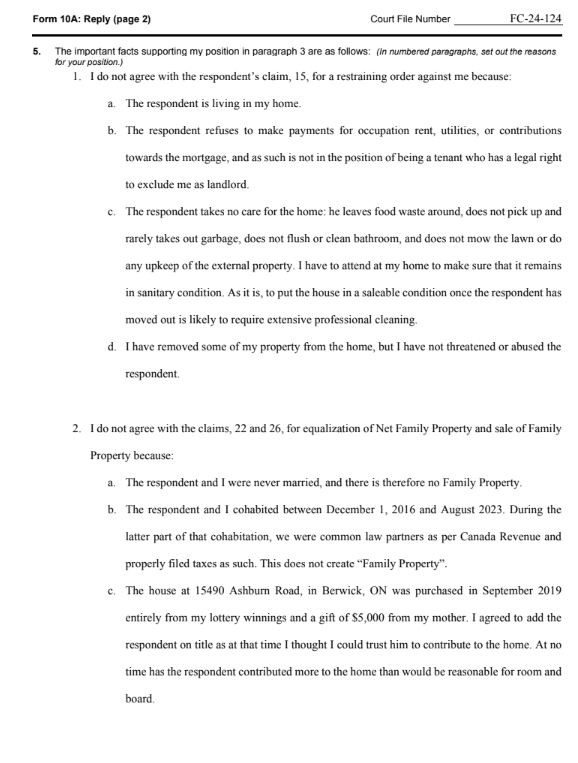 Form 10A: Reply (page 2) Court File Number FC-24-124
5. The important facts supporting my position in paragraph 3 are as follows: (In numbered paragraphs, set out the reasons
for your position.)
1. I do not agree with the respondent's claim, 15, for a restraining order against me because:
a. The respondent is living in my home.
b. The respondent refuses to make payments for occupation rent, utilities, or contributions
towards the mortgage, and as such is not in the position of being a tenant who has a legal right
to exclude me as landlord.
c. The respondent takes no care for the home: he leaves food waste around, does not pick up and
rarely takes out garbage, does not flush or clean bathroom, and does not mow the lawn or do
any upkeep of the external property. I have to attend at my home to make sure that it remains
in sanitary condition. As it is, to put the house in a saleable condition once the respondent has
moved out is likely to require extensive professional cleaning.
d. I have removed some of my property from the home, but I have not threatened or abused the
respondent.
2. I do not agree with the claims, 22 and 26, for equalization of Net Family Property and sale of Family
Property because:
a. The respondent and I were never married, and there is therefore no Family Property.
b. The respondent and I cohabited between December 1, 2016 and August 2023. During the
latter part of that cohabitation, we were common law partners as per Canada Revenue and
properly filed taxes as such. This does not create “Family Property”.
c. The house at 15490 Ashburn Road, in Berwick, ON was purchased in September 2019
entirely from my lottery winnings and a gift of $5,000 from my mother. I agreed to add the
respondent on title as at that time I thought I could trust him to contribute to the home. At no
time has the respondent contributed more to the home than would be reasonable for room and
board.